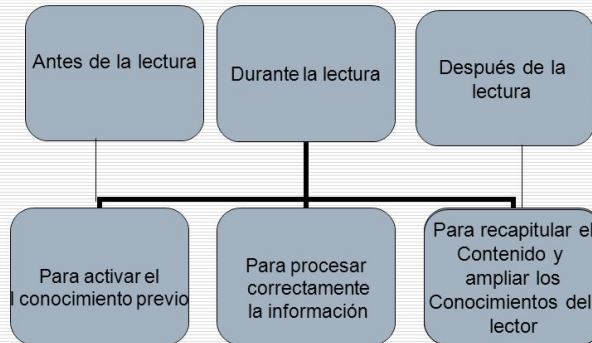 Antes de la lectura
Durante la lectura
Después de la
lectura
Para activar el
l conocimiento previo
Para procesar
correctamente
la información
Para recapitular el
Contenido y
ampliar los
Conocimientos del
lector